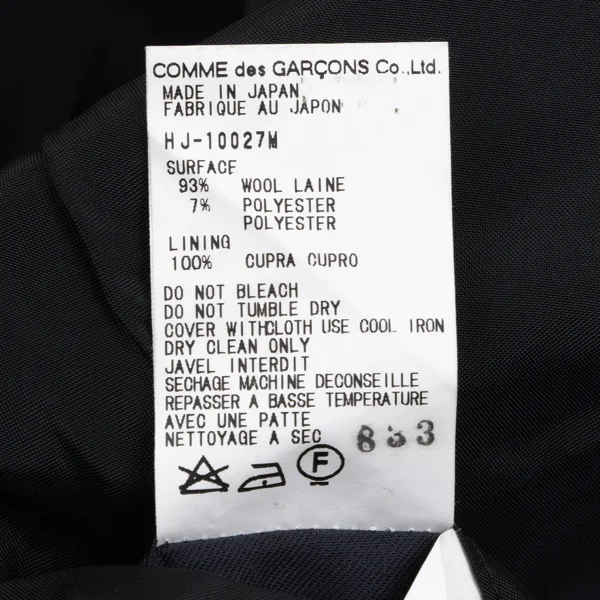 COMME des GARÇONS Co.,Ltd.
MADE IN JAPAN
FABRIQUE AU JAPON
HJ-10027M
SURFACE
93% WOOL LAINE
7% POLYESTER
POLYESTER
LINING
100% CUPRA CUPRO
DO NOT BLEACH
DO NOT TUMBLE DRY
COVER WITHCLOTH USE COOL IRON
DRY CLEAN ONLY
JAVEL INTERDIT
SECHAGE MACHINE DECONSEILLE
REPASSER A BASSE TEMPERATURE
AVEC UNE PATTE
NETTOYAGE A SEC 833
F